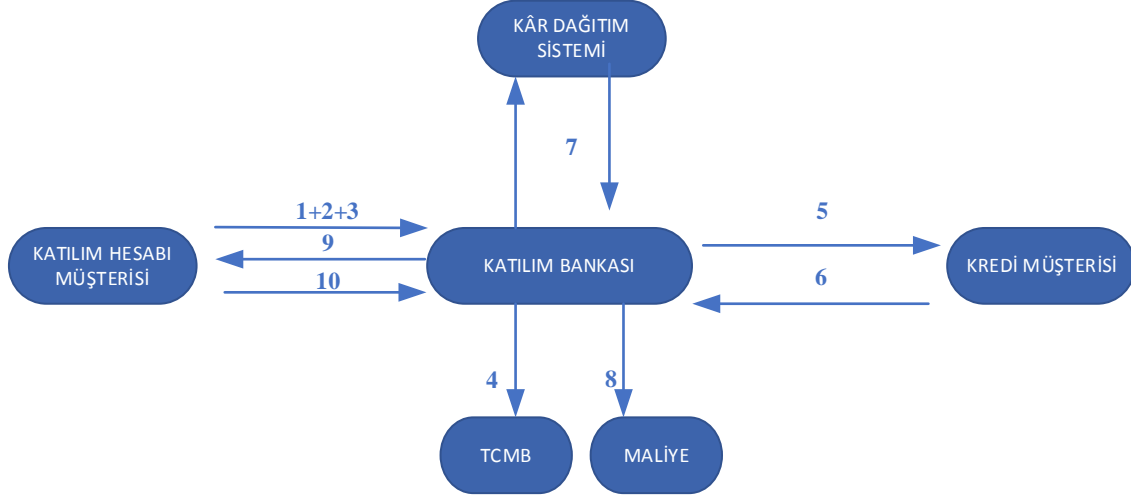 KÂR DAĞITIM
SİSTEMİ
7
1+2+3
5
9
KATILIM HESABI
MÜŞTERİSİ
KATILIM BANKASI
KREDİ MÜŞTERİSİ
10
6
4
8
TCMB
MALİYE